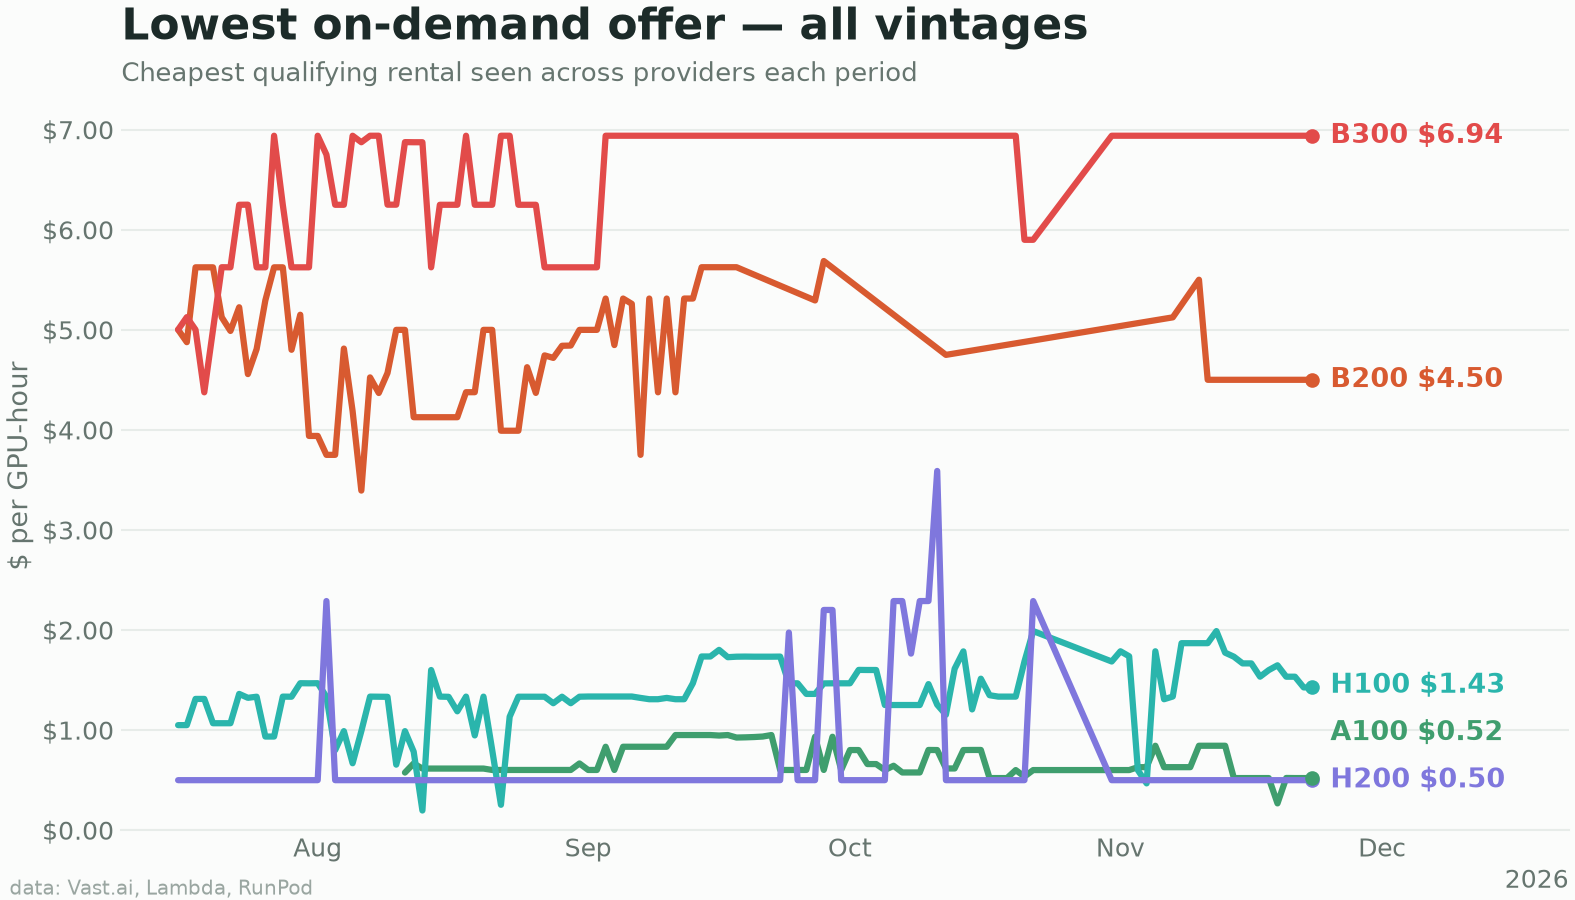 Lowest on-demand offer — all vintages
Cheapest qualifying rental seen across providers each period
$ per GPU-hour
$7.00
$6.00
$5.00
$4.00
$3.00
$2.00
$1.00
$0.00
B300 $6.94
B200 $4.50
H100 $1.43
A100 $0.52
H200 $0.50
Aug Sep Oct Nov Dec
2026
data: Vast.ai, Lambda, RunPod